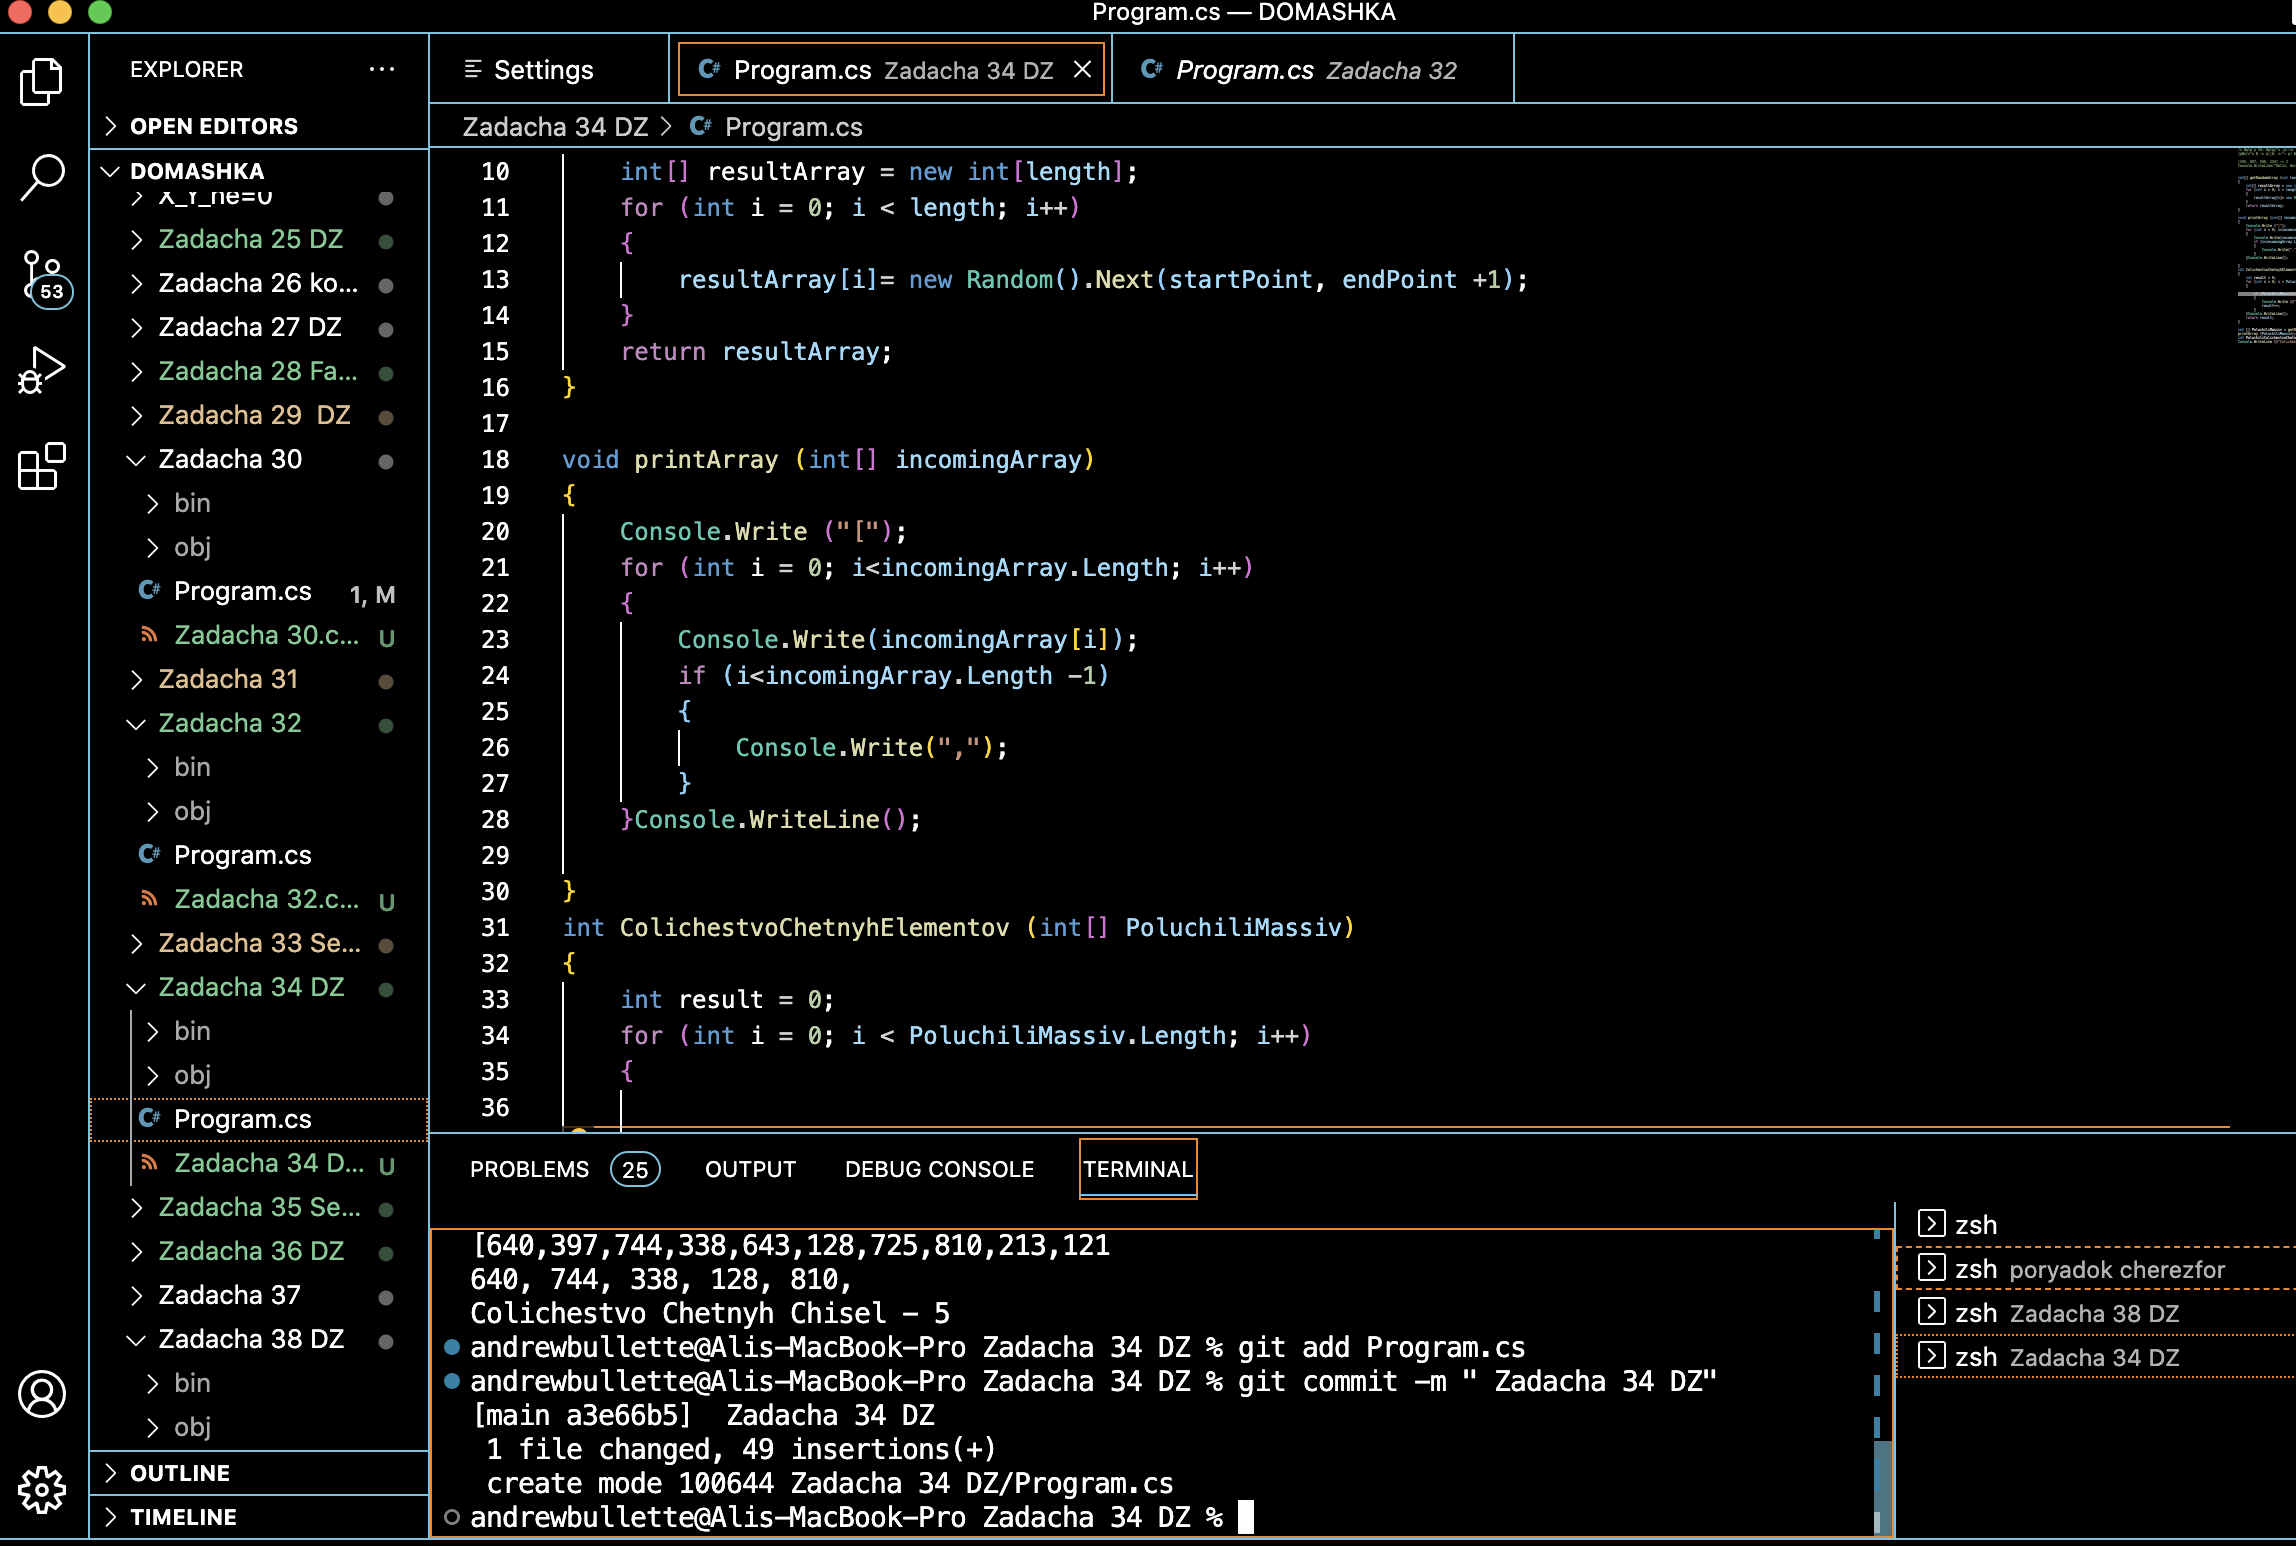 Program.cs — DOMASHKA
EXPLORER
OPEN EDITORS
DOMASHKA
X_Y_ne=0
Zadacha 25 DZ
Zadacha 26 ko...
Zadacha 27 DZ
Zadacha 28 Fa...
Zadacha 29  DZ
Zadacha 30
bin
obj
C# Program.cs 1, M
Zadacha 30.c... U
Zadacha 31
Zadacha 32
bin
obj
C# Program.cs
Zadacha 32.c... U
Zadacha 33 Se...
Zadacha 34 DZ
bin
obj
C# Program.cs
Zadacha 34 D... U
Zadacha 35 Se...
Zadacha 36 DZ
Zadacha 37
Zadacha 38 DZ
bin
obj
OUTLINE
TIMELINE
53
Settings
C# Program.cs Zadacha 34 DZ
C# Program.cs Zadacha 32
Zadacha 34 DZ > C# Program.cs
10 int[] resultArray = new int[length];
11 for (int i = 0; i < length; i++)
12 {
13 resultArray[i]= new Random().Next(startPoint, endPoint +1);
14 }
15 return resultArray;
16 }
17
18 void printArray (int[] incomingArray)
19 {
20 Console.Write ("[");
21 for (int i = 0; i<incomingArray.Length; i++)
22 {
23 Console.Write(incomingArray[i]);
24 if (i<incomingArray.Length -1)
25 {
26 Console.Write(",");
27 }
28 }Console.WriteLine();
29
30 }
31 int ColichestvoChetnyhElementov (int[] PoluchiliMassiv)
32 {
33 int result = 0;
34 for (int i = 0; i < PoluchiliMassiv.Length; i++)
35 {
36
PROBLEMS 25 OUTPUT DEBUG CONSOLE TERMINAL
[640,397,744,338,643,128,725,810,213,121
640, 744, 338, 128, 810,
Colichestvo Chetnyh Chisel - 5
andrewbullette@Alis-MacBook-Pro Zadacha 34 DZ % git add Program.cs
andrewbullette@Alis-MacBook-Pro Zadacha 34 DZ % git commit -m " Zadacha 34 DZ"
[main a3e66b5]  Zadacha 34 DZ
1 file changed, 49 insertions(+)
create mode 100644 Zadacha 34 DZ/Program.cs
andrewbullette@Alis-MacBook-Pro Zadacha 34 DZ %
zsh
zsh poryadok cherezfor
zsh Zadacha 38 DZ
zsh Zadacha 34 DZ